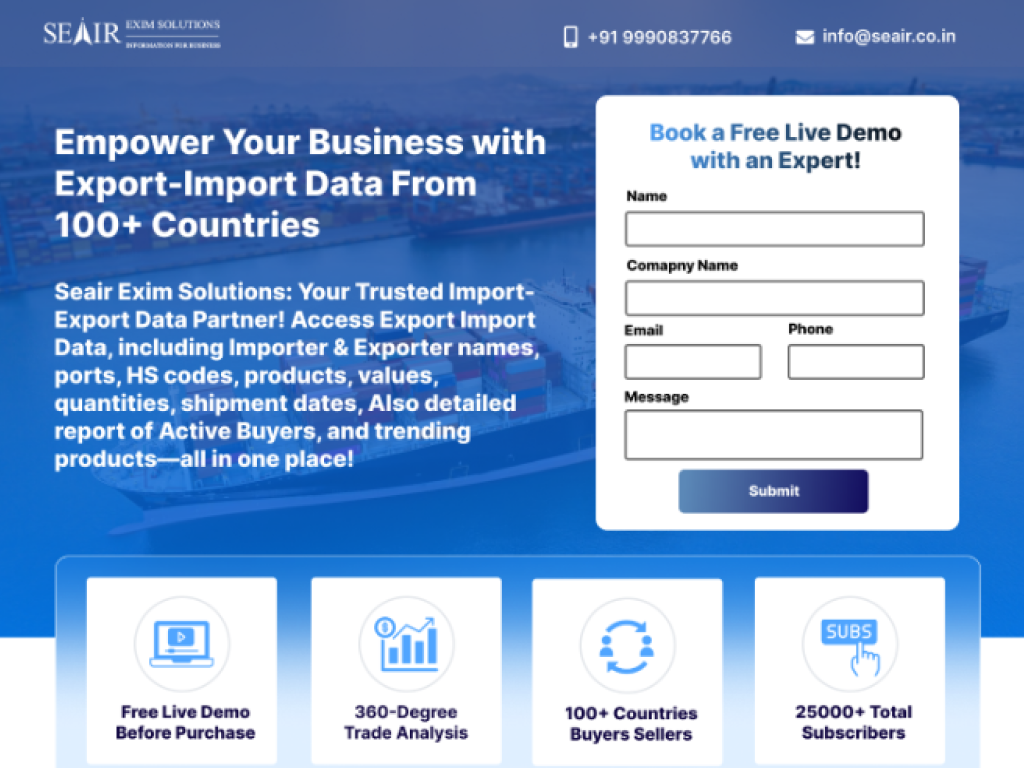 SEAIR EXIM SOLUTIONS
INFORMATION FOR BUSINESS
+91 9990837766
info@seair.co.in
Empower Your Business with
Export-Import Data From
100+ Countries
Seair Exim Solutions: Your Trusted Import-
Export Data Partner! Access Export Import
Data, including Importer & Exporter names,
ports, HS codes, products, values,
quantities, shipment dates, Also detailed
report of Active Buyers, and trending
products—all in one place!
Book a Free Live Demo
with an Expert!
Name
Comapny Name
Email
Phone
Message
Submit
Free Live Demo
Before Purchase
360-Degree
Trade Analysis
100+ Countries
Buyers Sellers
SUBS
25000+ Total
Subscribers